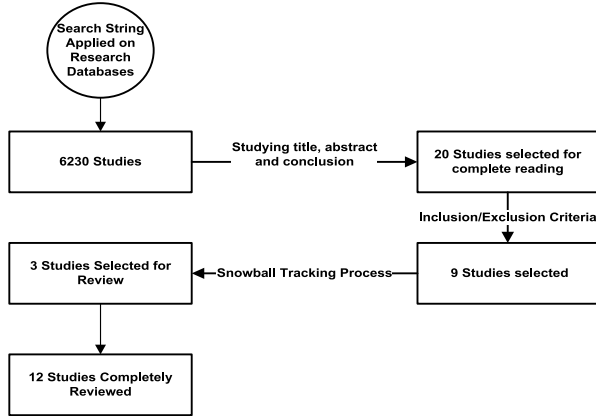 Search String
Applied on
Research
Databases
6230 Studies
Studying title, abstract
and conclusion
20 Studies selected for
complete reading
Inclusion/Exclusion Criteria
9 Studies selected
Snowball Tracking Process
3 Studies Selected for
Review
12 Studies Completely
Reviewed